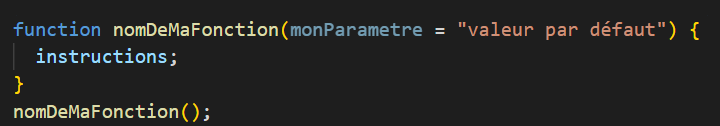 function nomDeMaFonction(monParametre = "valeur par défaut") {
  instructions;
}
nomDeMaFonction();